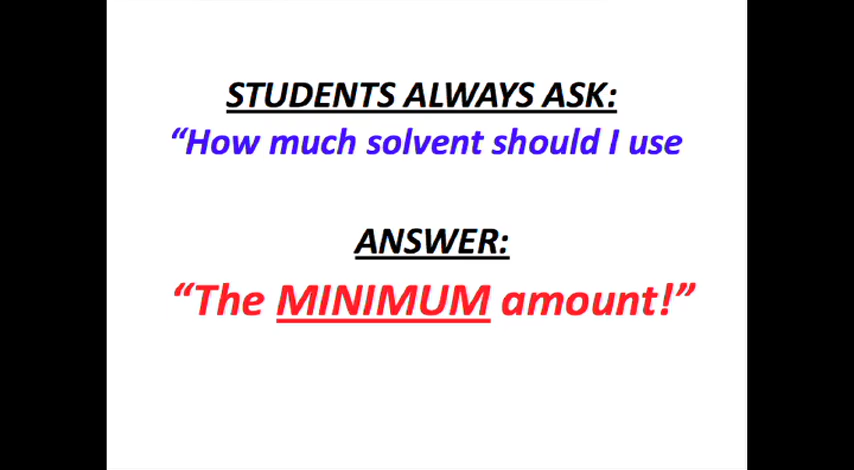 STUDENTS ALWAYS ASK:
“How much solvent should I use
ANSWER:
“The MINIMUM amount!”